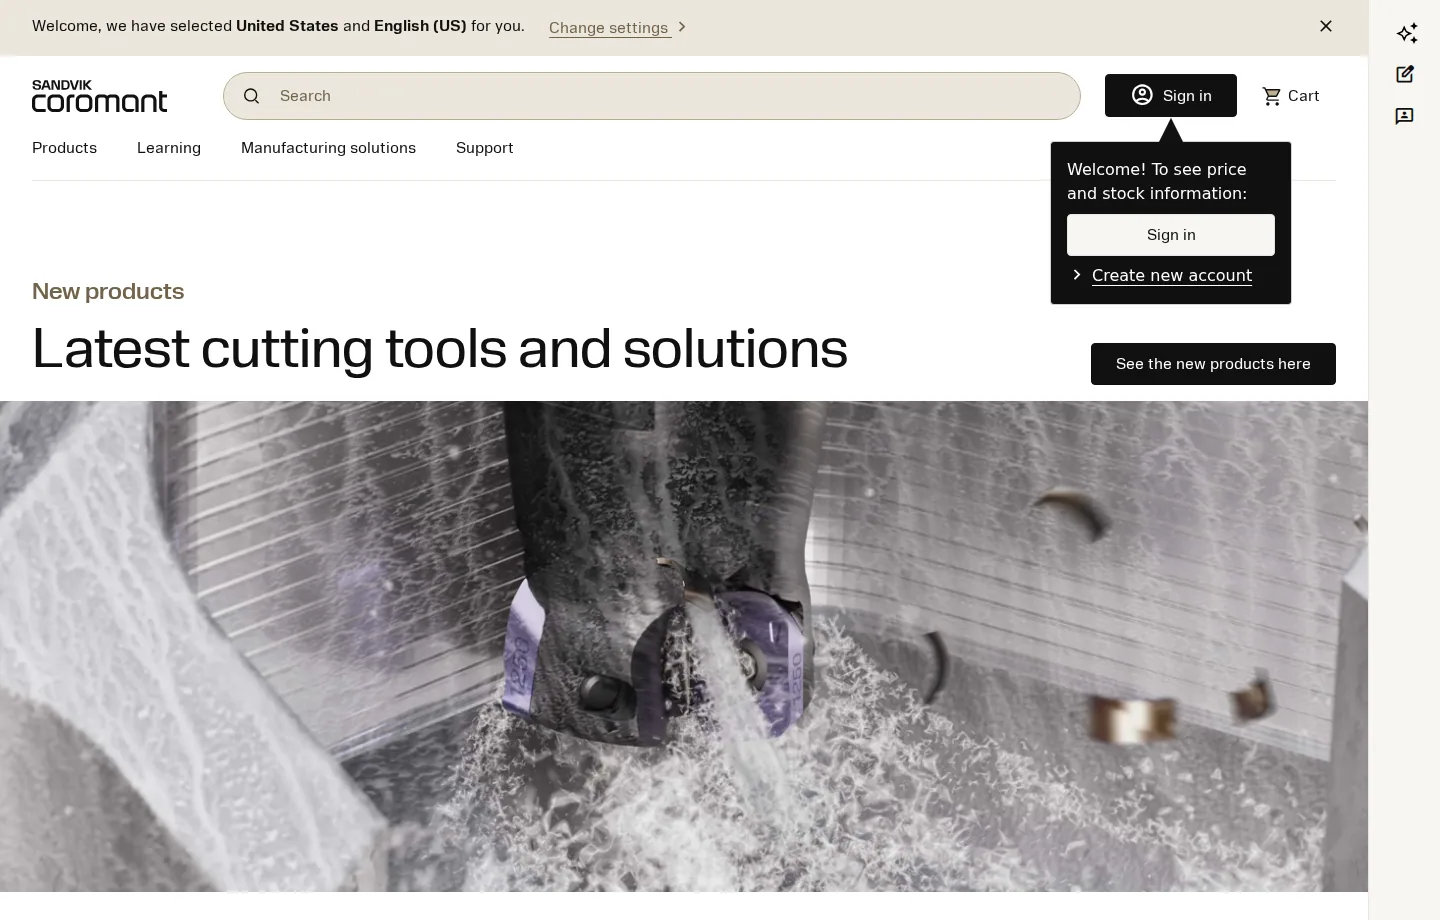 Welcome, we have selected United States and English (US) for you. Change settings
SANDVIK
coromant
Search
Sign in
Cart
Products
Learning
Manufacturing solutions
Support
Welcome! To see price
and stock information:
Sign in
Create new account
New products
Latest cutting tools and solutions
See the new products here
250
250